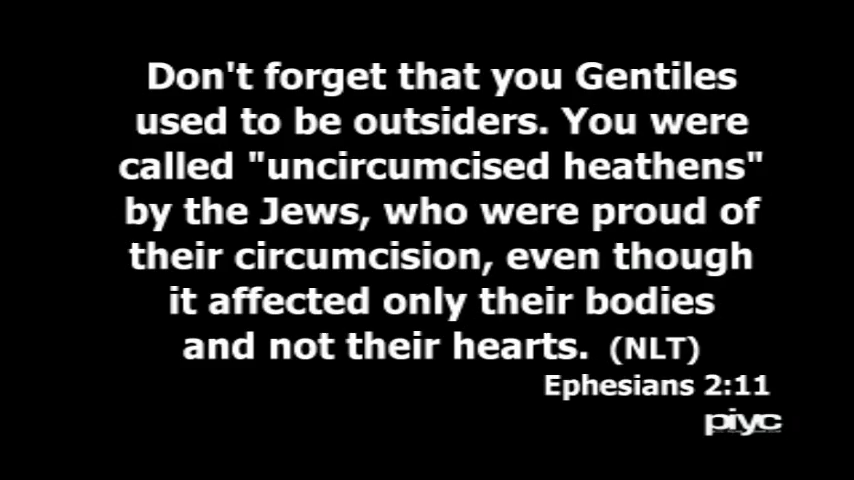 Don't forget that you Gentiles
used to be outsiders. You were
called "uncircumcised heathens"
by the Jews, who were proud of
their circumcision, even though
it affected only their bodies
and not their hearts. (NLT)
Ephesians 2:11
piyc